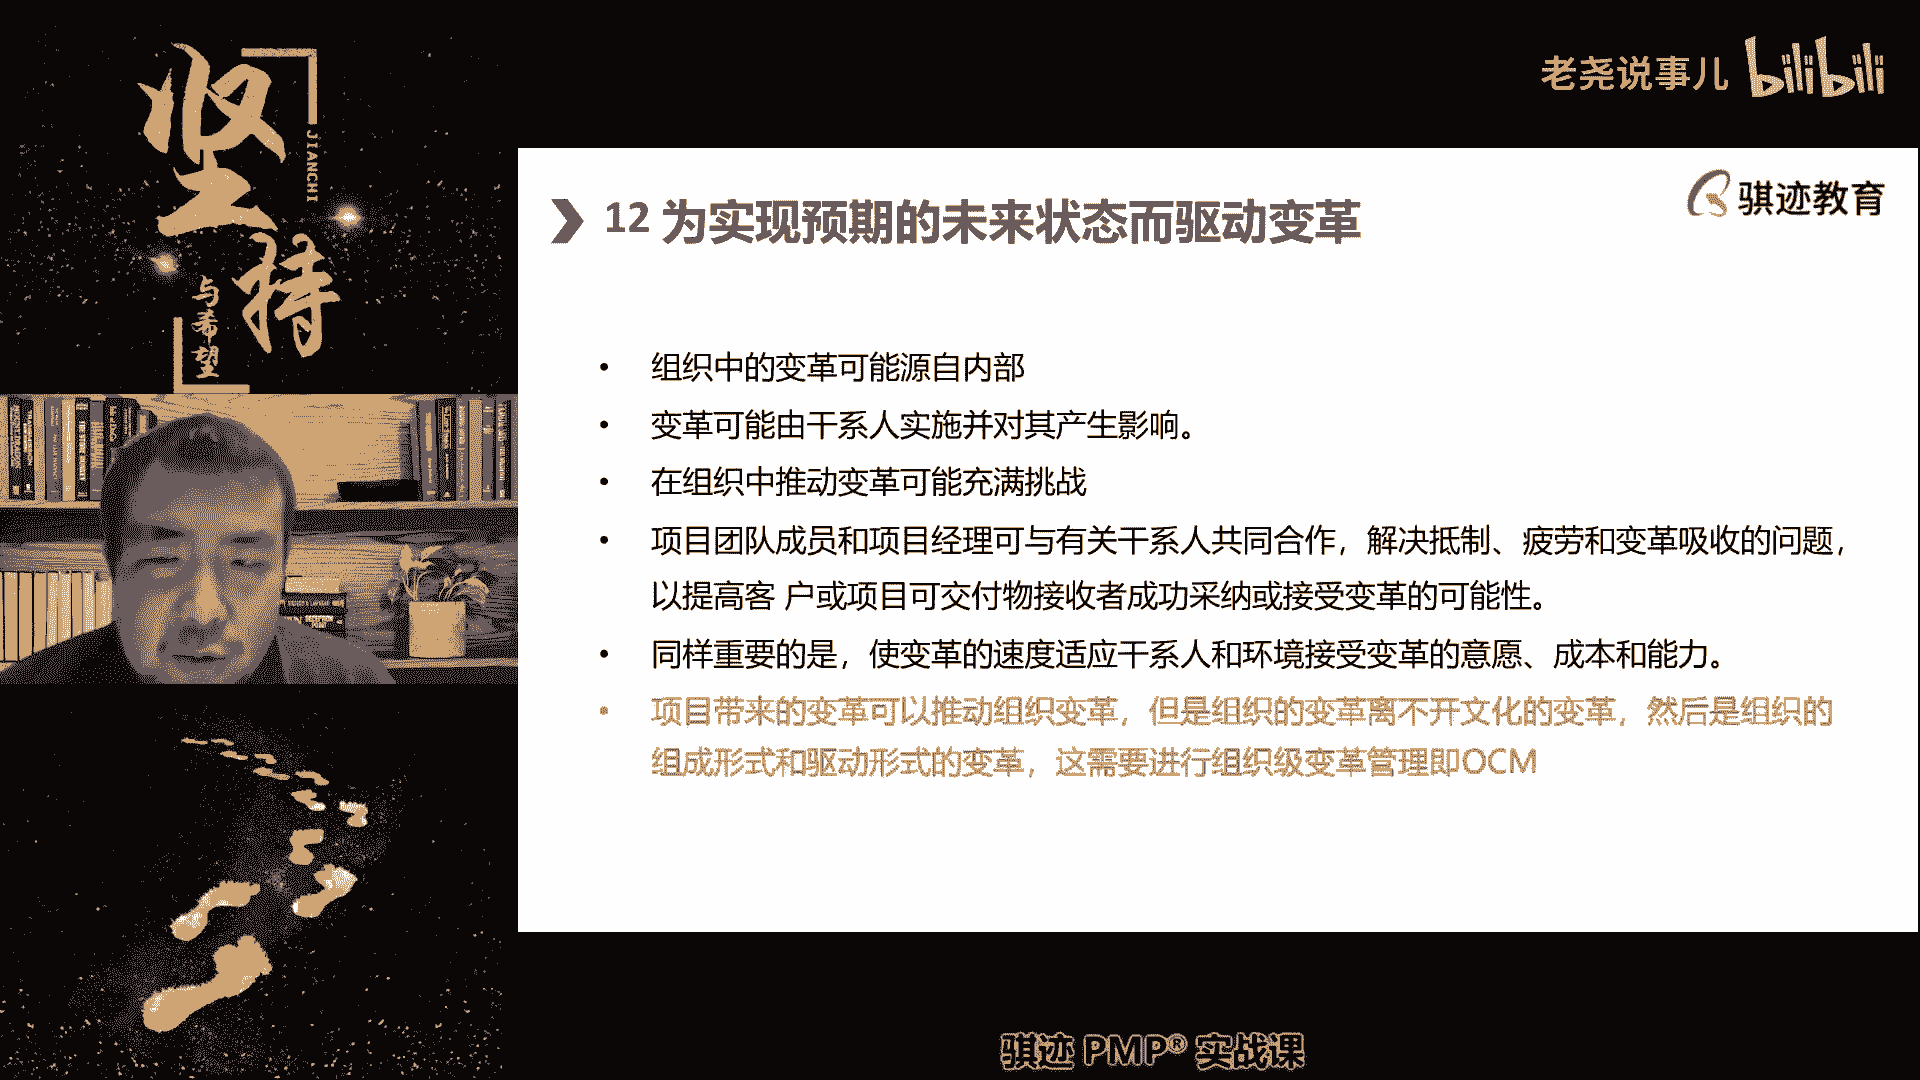 坚持
JIANCHI
与希望
老尧说事儿 bilibili
骐迹教育
12 为实现预期的未来状态而驱动变革
• 组织中的变革可能源自内部
• 变革可能由干系人实施并对其产生影响。
• 在组织中推动变革可能充满挑战
• 项目团队成员和项目经理可与有关干系人共同合作，解决抵制、疲劳和变革吸收的问题，
以提高客 户或项目可交付物接收者成功采纳或接受变革的可能性。
• 同样重要的是，使变革的速度适应干系人和环境接受变革的意愿、成本和能力。
• 项目带来的变革可以推动组织变革，但是组织的变革离不开文化的变革，然后是组织的
组成形式和驱动形式的变革，这需要进行组织级变革管理即OCM
骐迹 PMP® 实战课